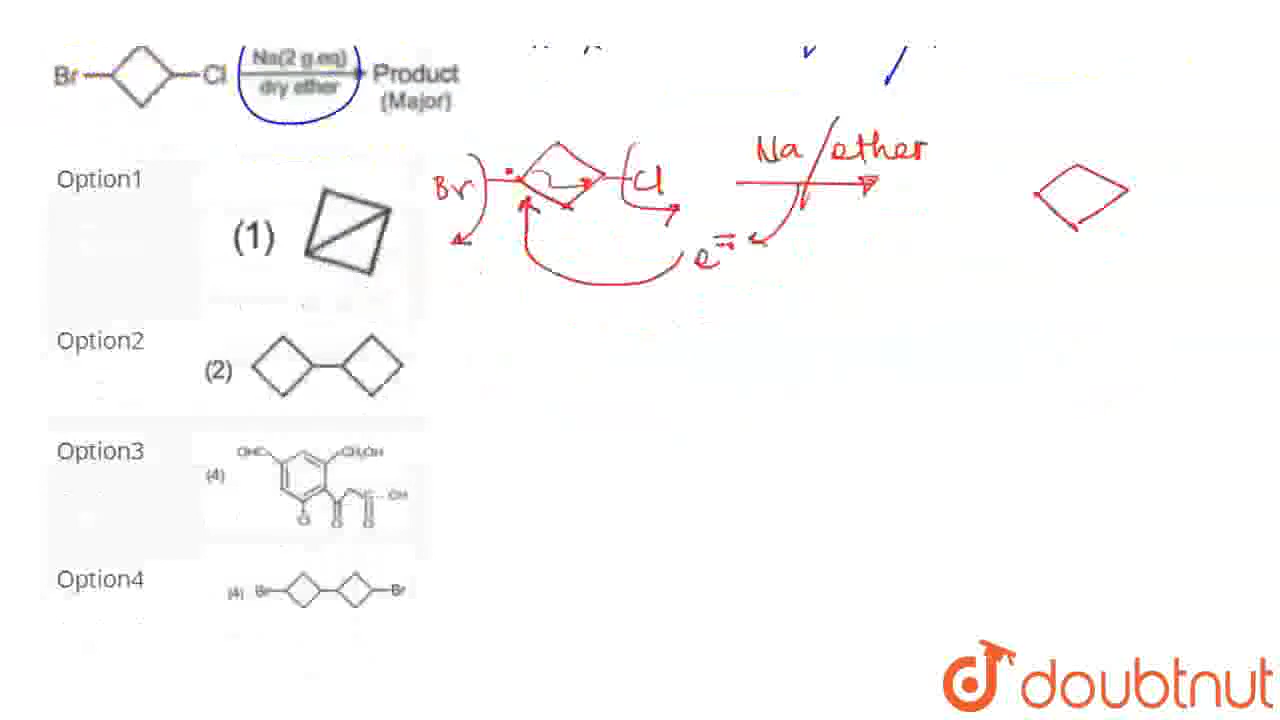 Br Cl Na(2 g.eq) Product
dry ether (Major)
Na / ether
Br Cl
e⁻
Option1
(1)
Option2
(2)
Option3
(4) OHC CH₂OH
C OH
O O
Option4
(4) Br Br
doubtnut